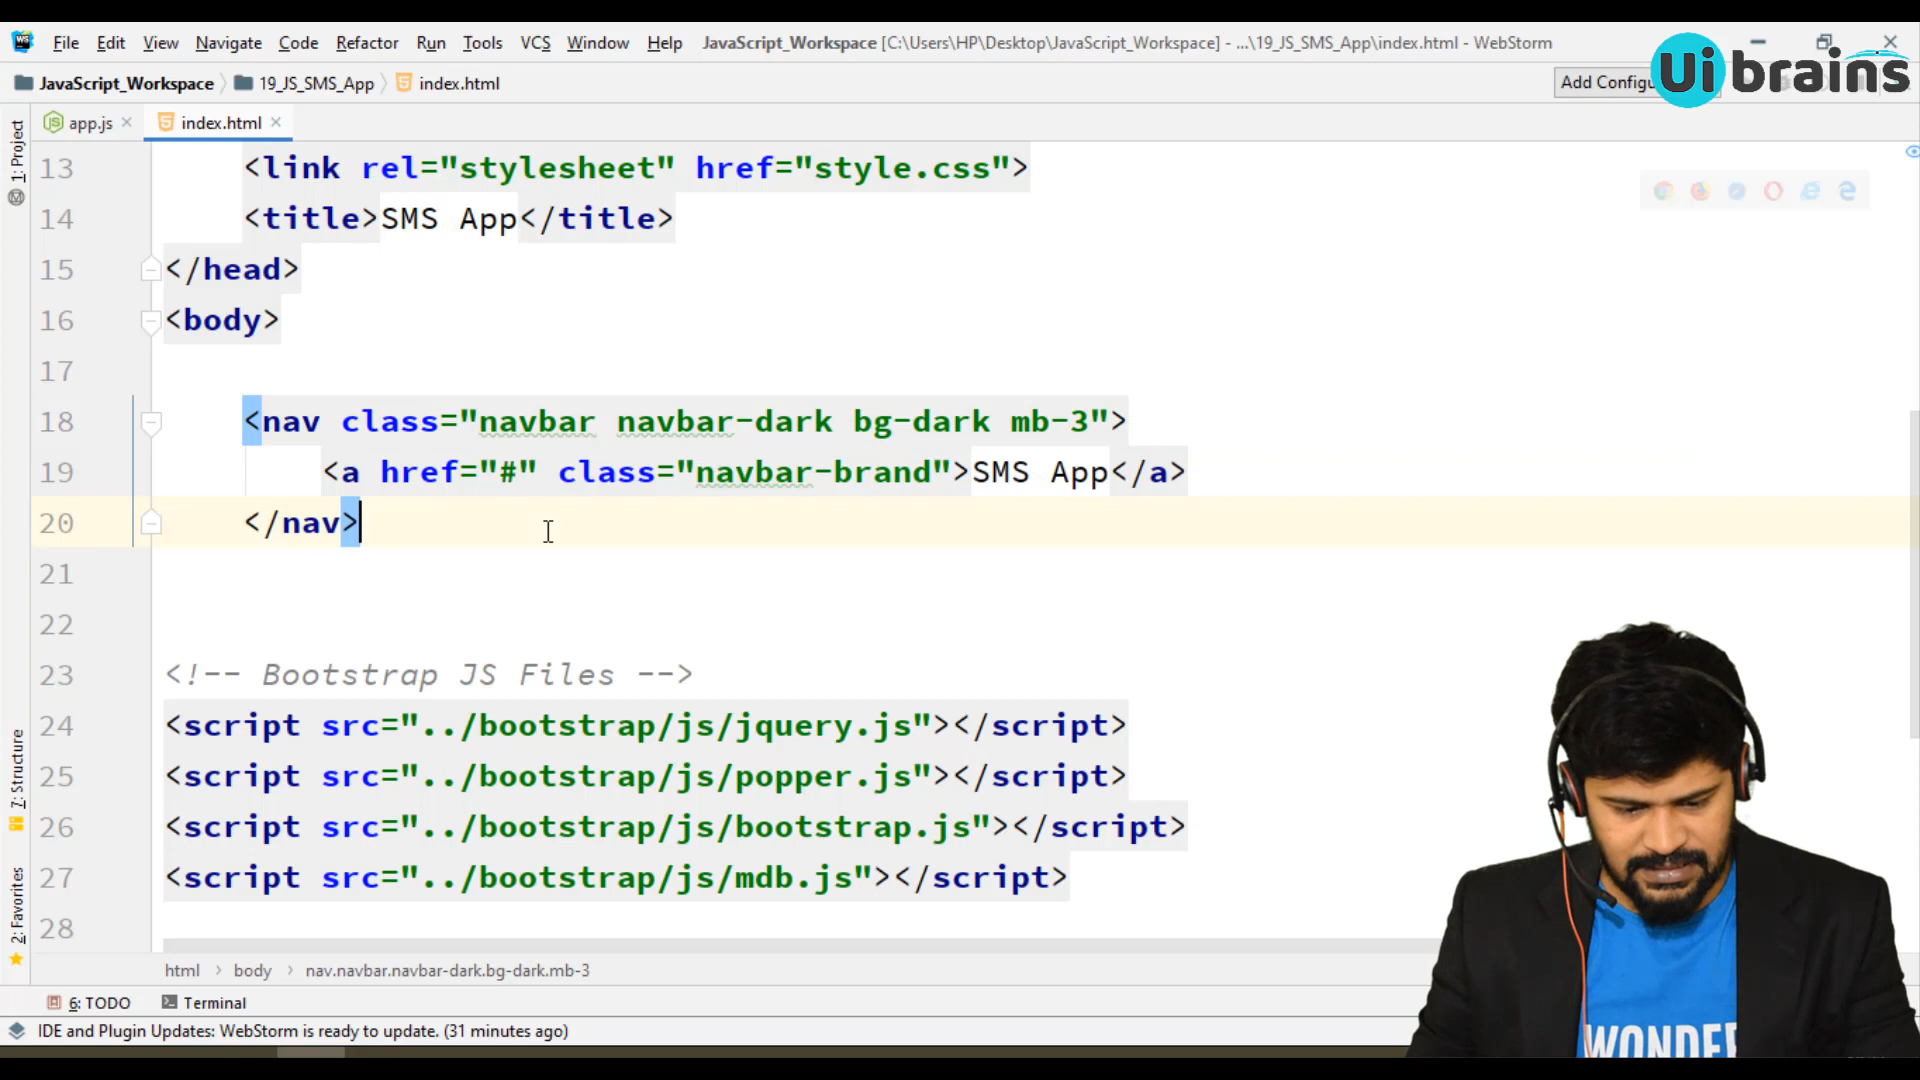 File Edit View Navigate Code Refactor Run Tools VCS Window Help JavaScript_Workspace [C:\Users\HP\Desktop\JavaScript_Workspace] - ...\19_JS_SMS_App\index.html - WebStorm
Ui brains
JavaScript_Workspace 19_JS_SMS_App index.html Add Configu
app.js index.html
1: Project
7: Structure
2: Favorites
13 <link rel="stylesheet" href="style.css">
14 <title>SMS App</title>
15 </head>
16 <body>
17
18 <nav class="navbar navbar-dark bg-dark mb-3">
19 <a href="#" class="navbar-brand">SMS App</a>
20 </nav>
21
22
23 <!-- Bootstrap JS Files -->
24 <script src="../bootstrap/js/jquery.js"></script>
25 <script src="../bootstrap/js/popper.js"></script>
26 <script src="../bootstrap/js/bootstrap.js"></script>
27 <script src="../bootstrap/js/mdb.js"></script>
28
html › body › nav.navbar.navbar-dark.bg-dark.mb-3
6: TODO Terminal
IDE and Plugin Updates: WebStorm is ready to update. (31 minutes ago)
WONDER